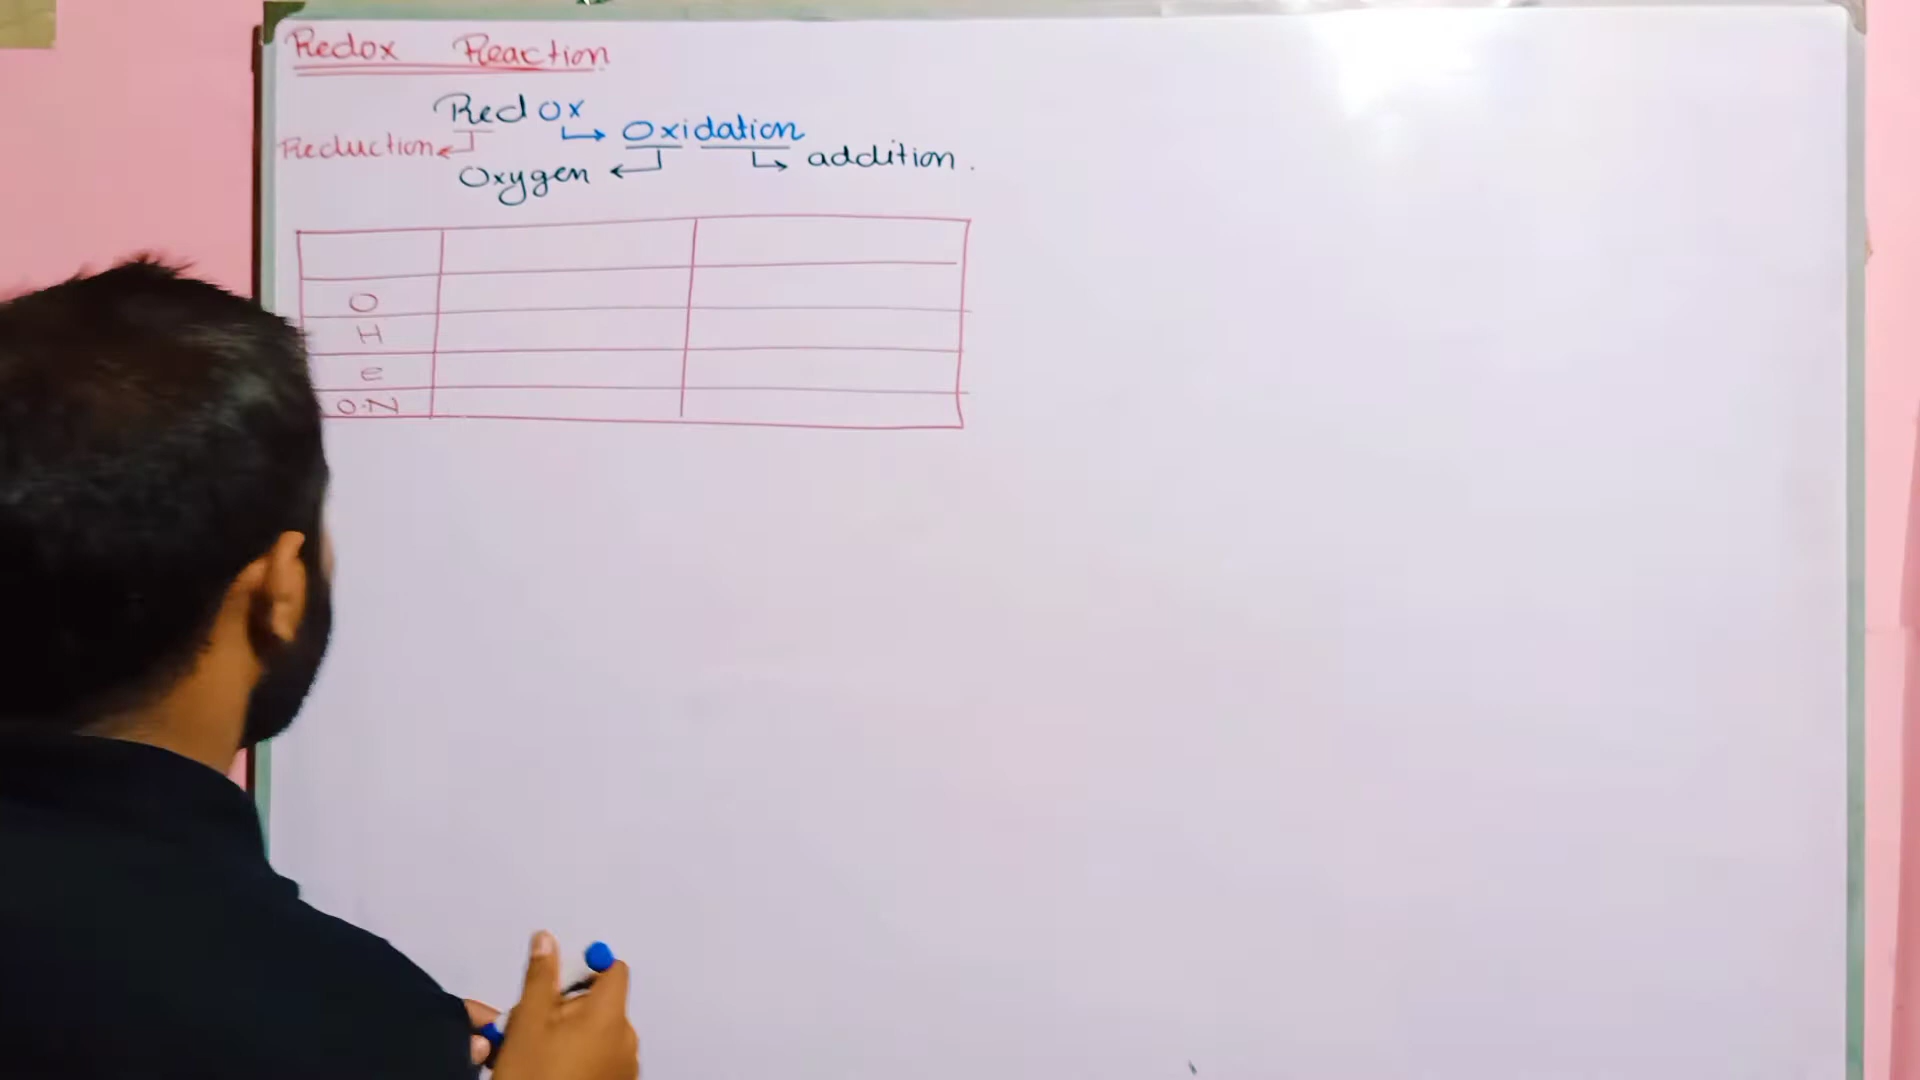 Redox Reaction
Redox
Oxidation
Reduction
addition.
Oxygen
O
H
e
O.N